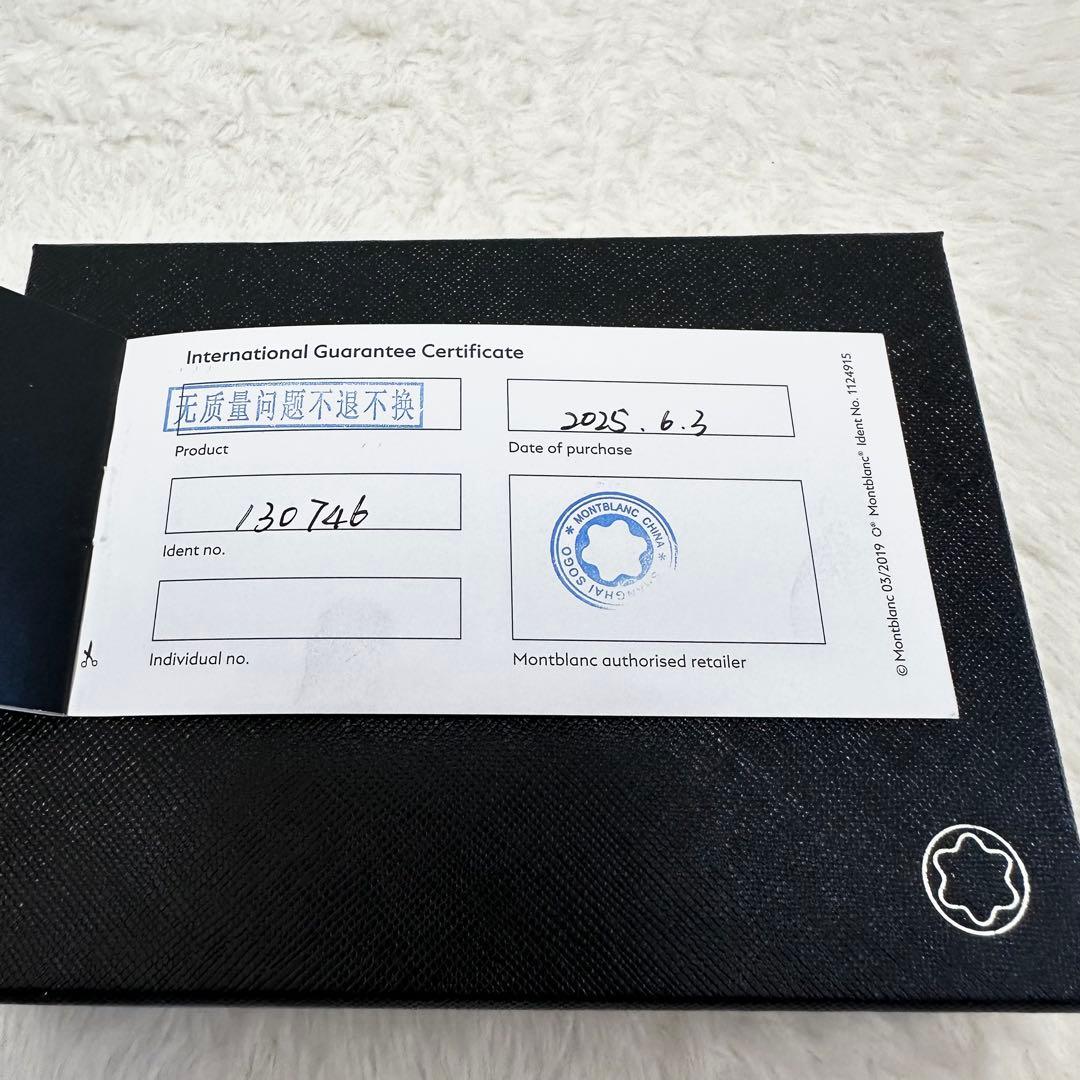 International Guarantee Certificate
无质量问题不退不换
Product
2025.6.3
Date of purchase
130746
Ident no.
MONTBLANC CHINA * SHANGHAI SOGO *
Individual no.
Montblanc authorised retailer
© Montblanc 03/2019 O® Montblanc® Ident No. 1124915